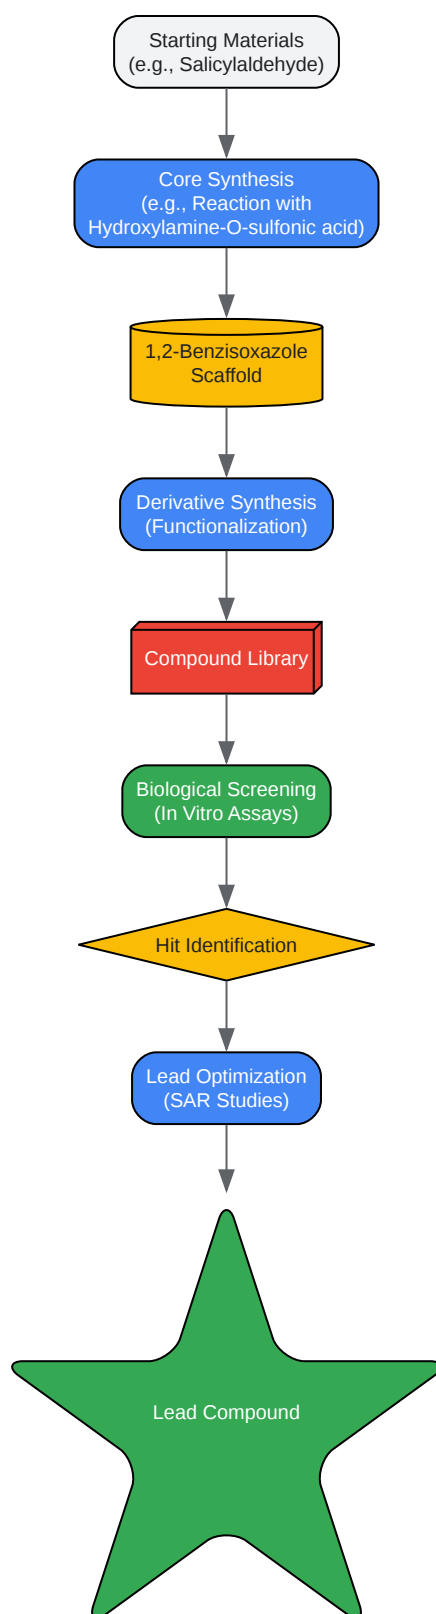 Starting Materials
(e.g., Salicylaldehyde)
Core Synthesis
(e.g., Reaction with
Hydroxylamine-O-sulfonic acid)
1,2-Benzisoxazole
Scaffold
Derivative Synthesis
(Functionalization)
Compound Library
Biological Screening
(In Vitro Assays)
Hit Identification
Lead Optimization
(SAR Studies)
Lead Compound